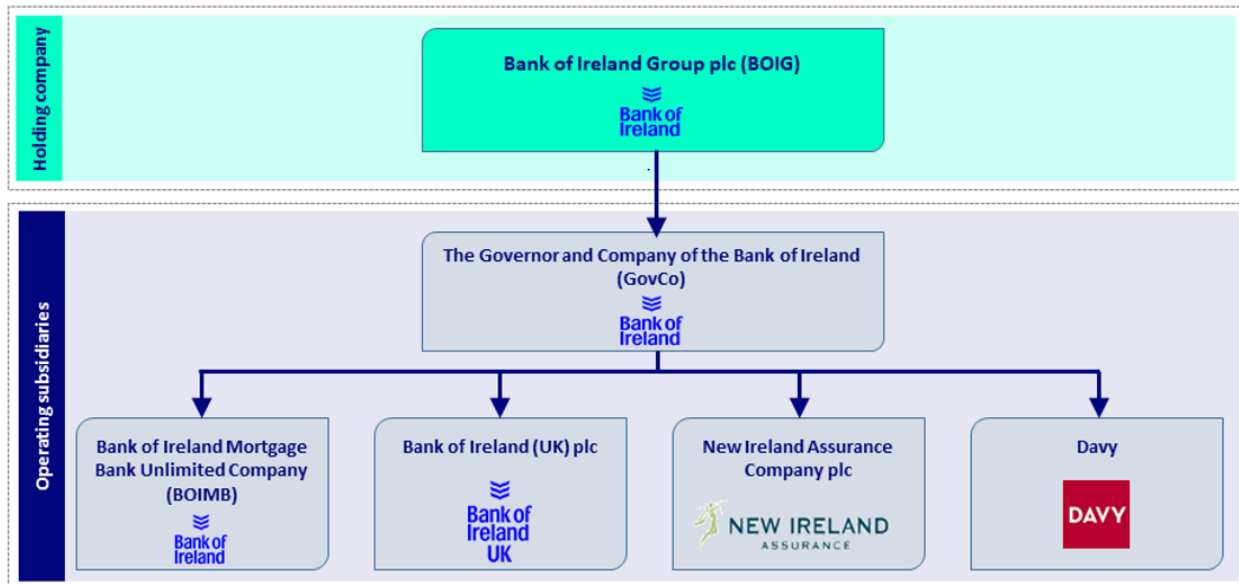 Holding company
Bank of Ireland Group plc (BOIG)
Bank of
Ireland
Operating subsidiaries
The Governor and Company of the Bank of Ireland
(GovCo)
Bank of
Ireland
Bank of Ireland Mortgage
Bank Unlimited Company
(BOIMB)
Bank of
Ireland
Bank of Ireland (UK) plc
Bank of
Ireland
UK
New Ireland Assurance
Company plc
NEW IRELAND
ASSURANCE
Davy
DAVY